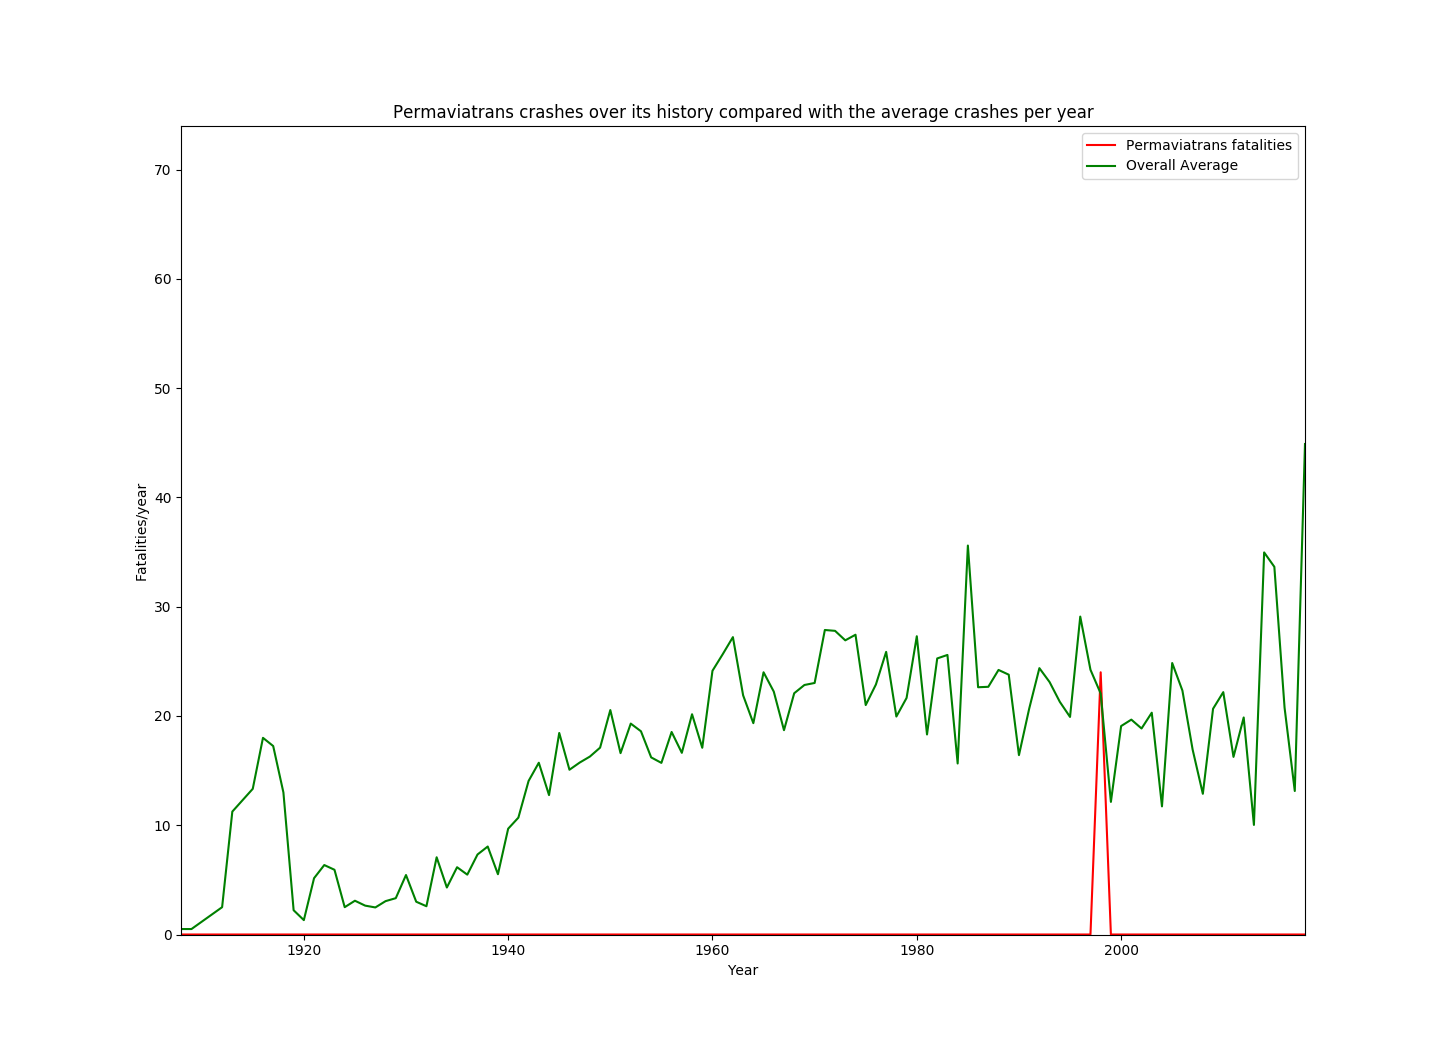 Permaviatrans crashes over its history compared with the average crashes per year
Permaviatrans fatalities
Overall Average
70
60
50
40
30
20
10
0
Fatalities/year
1920 1940 1960 1980 2000
Year